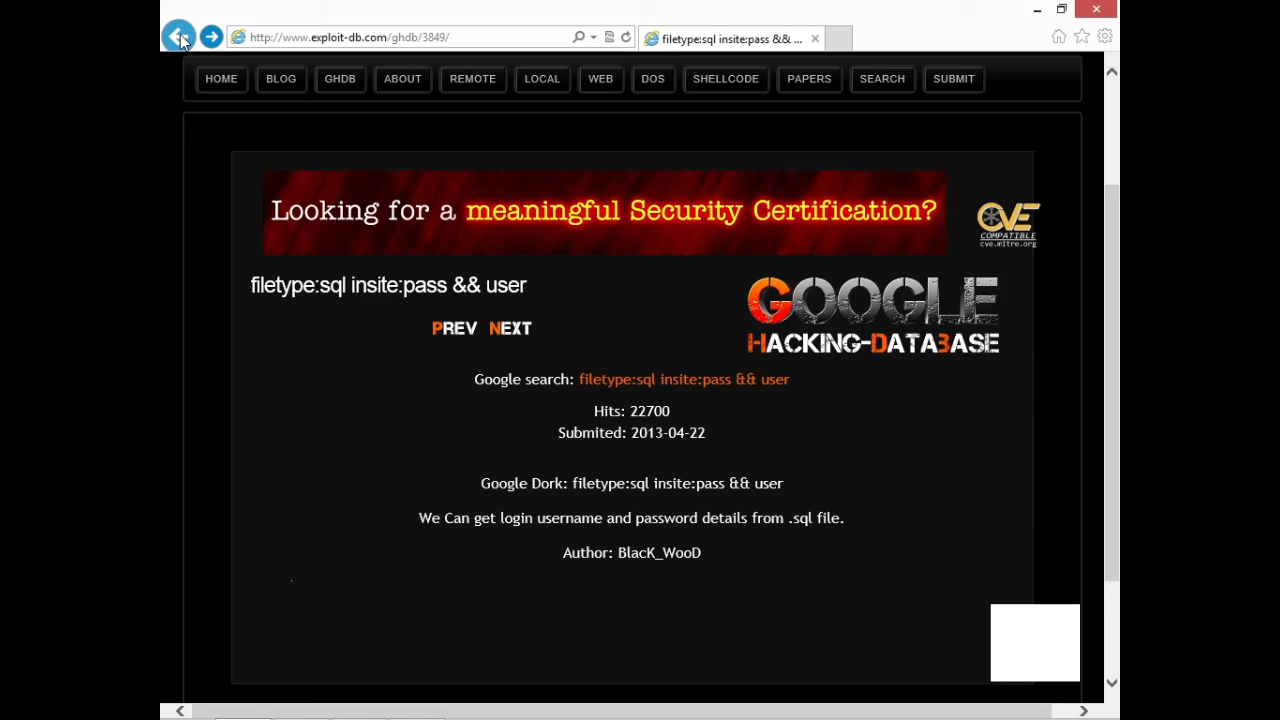 http://www.exploit-db.com/ghdb/3849/
filetype:sql insite:pass && ...
HOME BLOG GHDB ABOUT REMOTE LOCAL WEB DOS SHELLCODE PAPERS SEARCH SUBMIT
Looking for a meaningful Security Certification?
CVE
COMPATIBLE
cve.mitre.org
filetype:sql insite:pass && user
GOOGLE
HACKING-DATABASE
PREV NEXT
Google search: filetype:sql insite:pass && user
Hits: 22700
Submited: 2013-04-22
Google Dork: filetype:sql insite:pass && user
We Can get login username and password details from .sql file.
Author: BlacK_WooD